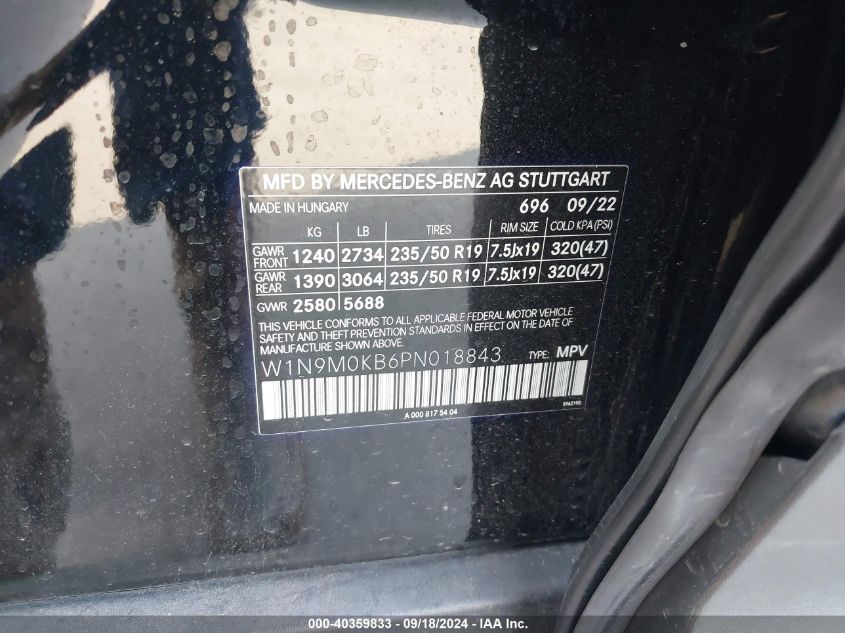 MFD BY MERCEDES-BENZ AG STUTTGART
MADE IN HUNGARY 696 09/22
KG LB TIRES RIM SIZE COLD KPA (PSI)
GAWR FRONT 1240 2734 235/50 R19 7.5Jx19 320(47)
GAWR REAR 1390 3064 235/50 R19 7.5Jx19 320(47)
GVWR 2580 5688
THIS VEHICLE CONFORMS TO ALL APPLICABLE FEDERAL MOTOR VEHICLE
SAFETY AND THEFT PREVENTION STANDARDS IN EFFECT ON THE DATE OF
MANUFACTURE SHOWN ABOVE.
W1N9M0KB6PN018843 TYPE: MPV
A 000 817 54 04
000-40359833 - 09/18/2024 - IAA Inc.